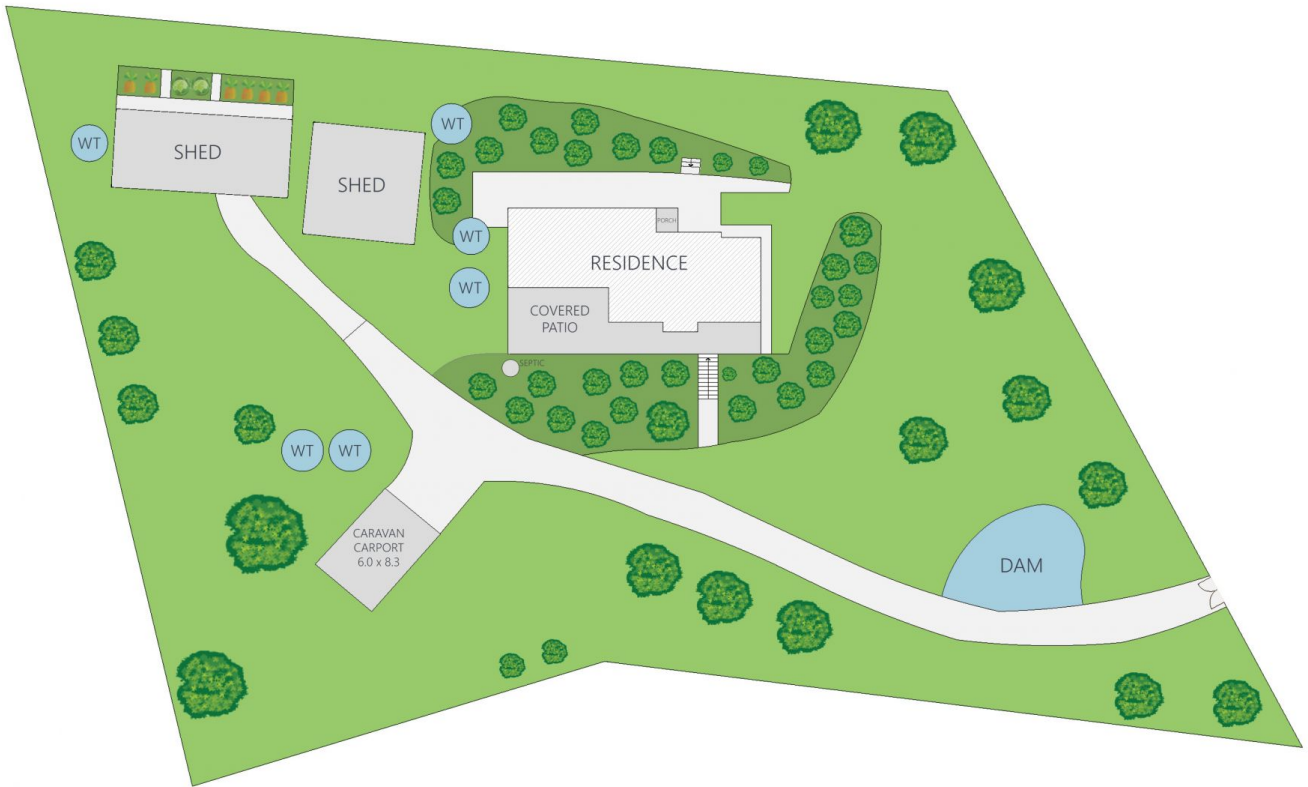 WT
WT
SHED
SHED
WT
PORCH
RESIDENCE
WT
COVERED
PATIO
SEPTIC
WT
WT
CARAVAN
CARPORT
6.0 x 8.3
DAM